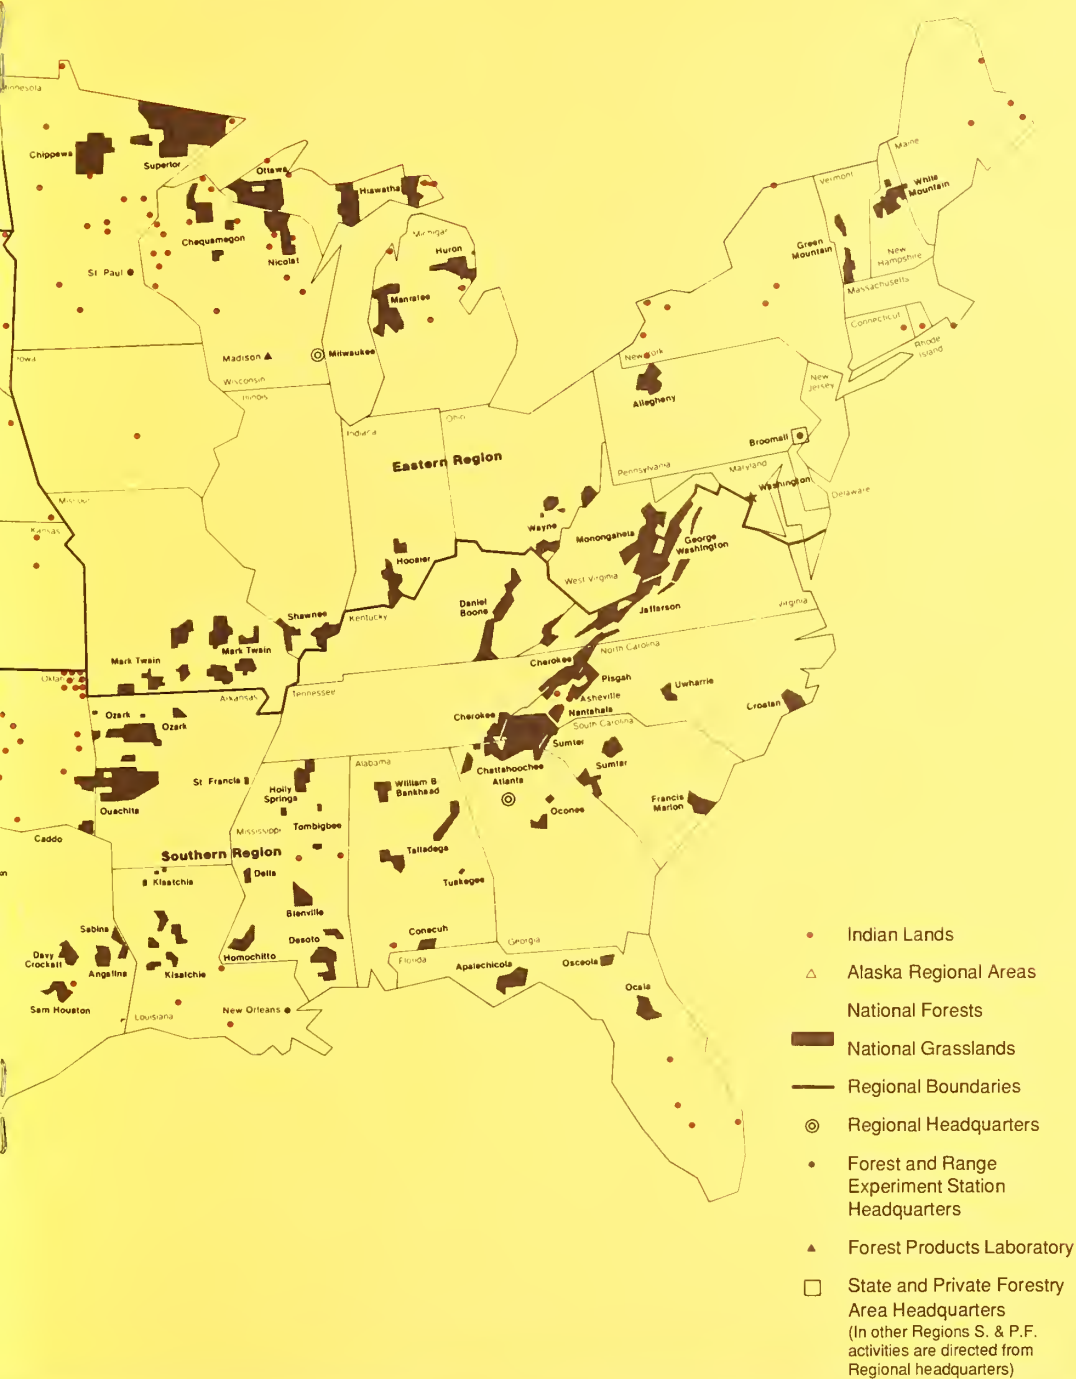 Minnesota
Chippewa
Superior
Ottawa
Hiawatha
Maine
Vermont
White
Mountain
Chequamegon
Nicolet
Michigan
Huron
Green
Mountain
New
Hampshire
St. Paul
Manistee
Massachusetts
Connecticut
Rhode
Island
Iowa
Madison
Milwaukee
New York
Wisconsin
Illinois
New
Jersey
Allegheny
Indiana
Ohio
Broomall
Eastern Region
Pennsylvania
Maryland
Washington
Delaware
Missouri
Kansas
Wayne
Monongahela
George
Washington
Hoosier
West Virginia
Daniel
Boone
Jefferson
Virginia
Shawnee
Kentucky
Mark Twain
Mark Twain
North Carolina
Cherokee
Pisgah
Uwharrie
Croatan
Arkansas
Tennessee
Asheville
Nantahala
Ozark
Ozark
Cherokee
South Carolina
Sumter
Alabama
Chattahoochee
Sumter
St. Francis
Holly
Springs
William B
Bankhead
Atlanta
Ouachita
Oconee
Francis
Marion
Caddo
Mississippi
Tombigbee
Southern Region
Talladega
Kisatchie
Delta
Tuskegee
Bienville
Sabine
Desoto
Conecuh
Georgia
Davy
Crockett
Angelina
Kisatchie
Homochitto
Florida
Apalachicola
Osceola
Ocala
Sam Houston
Louisiana
New Orleans
Indian Lands
Alaska Regional Areas
National Forests
National Grasslands
Regional Boundaries
Regional Headquarters
Forest and Range
Experiment Station
Headquarters
Forest Products Laboratory
State and Private Forestry
Area Headquarters
(In other Regions S. & P.F.
activities are directed from
Regional headquarters)